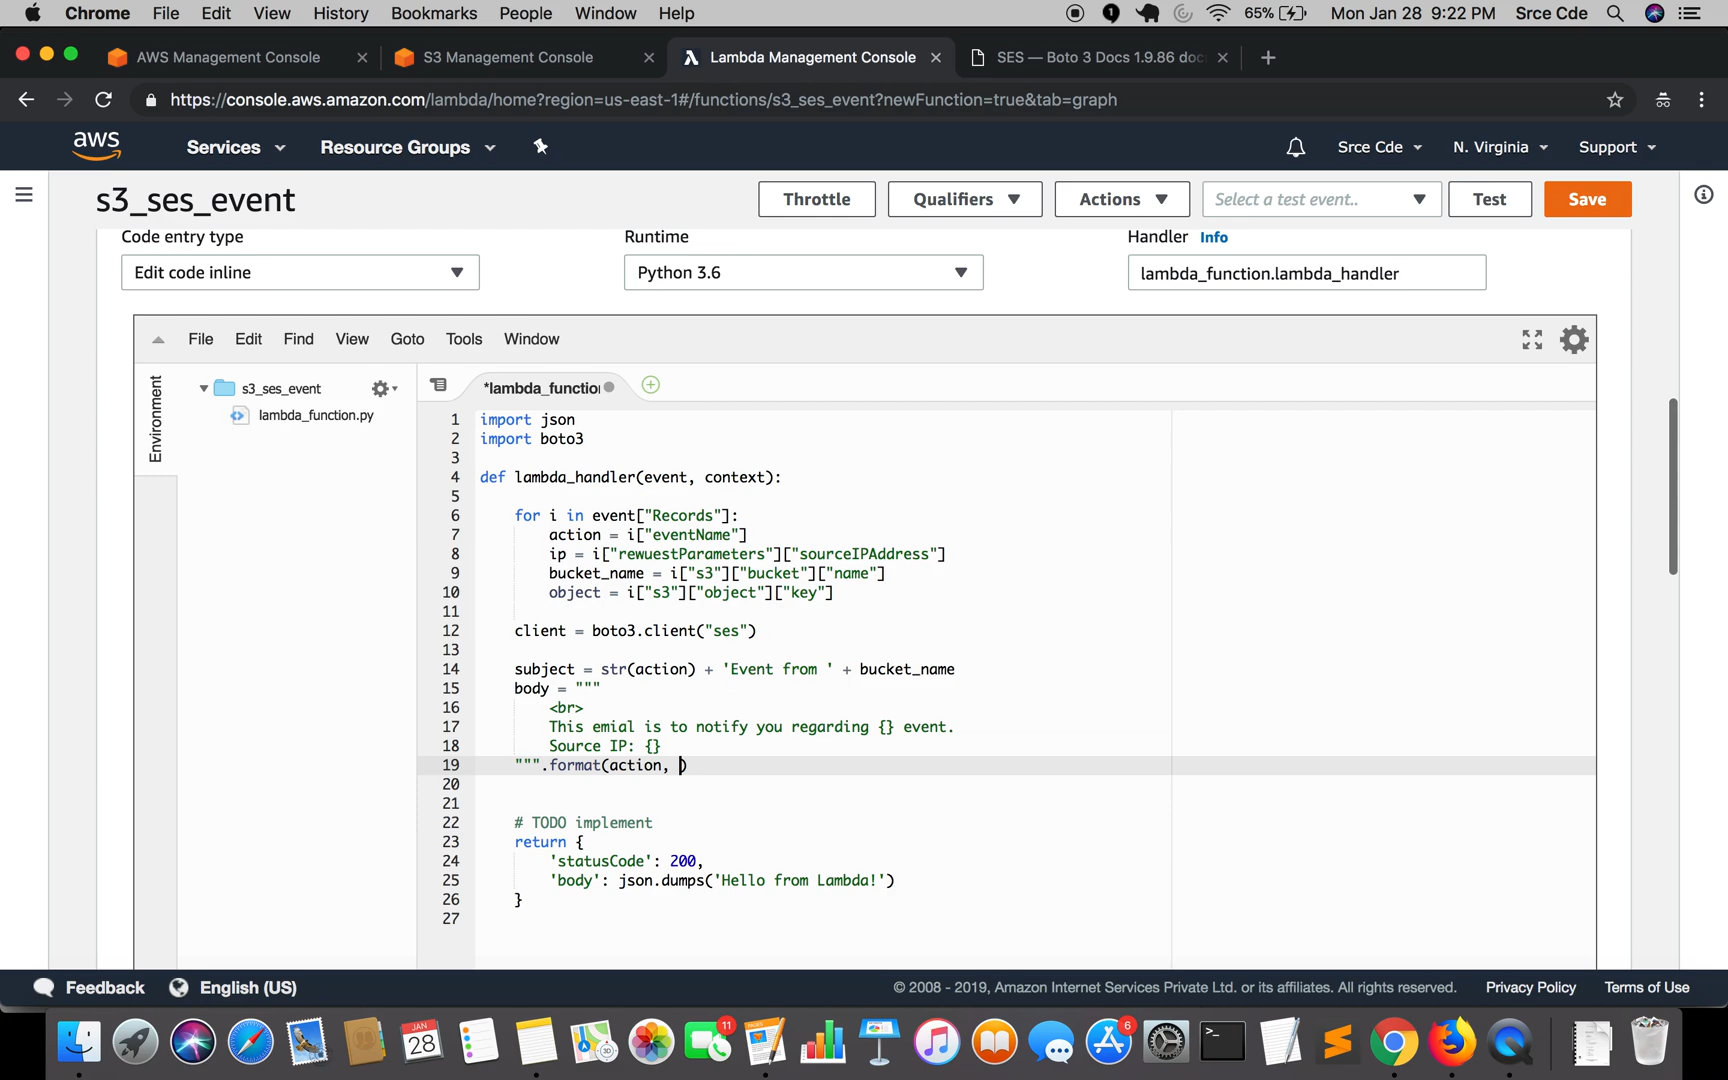 Chrome File Edit View History Bookmarks People Window Help 65% Mon Jan 28 9:22 PM Srce Cde
AWS Management Console S3 Management Console Lambda Management Console SES — Boto 3 Docs 1.9.86 doc
https://console.aws.amazon.com/lambda/home?region=us-east-1#/functions/s3_ses_event?newFunction=true&tab=graph
aws Services Resource Groups Srce Cde N. Virginia Support
s3_ses_event Throttle Qualifiers Actions Select a test event.. Test Save
Code entry type Runtime Handler Info
Edit code inline Python 3.6 lambda_function.lambda_handler
File Edit Find View Goto Tools Window
Environment
s3_ses_event
lambda_function.py
*lambda_function
1 import json
2 import boto3
3
4 def lambda_handler(event, context):
5
6 for i in event["Records"]:
7 action = i["eventName"]
8 ip = i["rewuestParameters"]["sourceIPAddress"]
9 bucket_name = i["s3"]["bucket"]["name"]
10 object = i["s3"]["object"]["key"]
11
12 client = boto3.client("ses")
13
14 subject = str(action) + 'Event from ' + bucket_name
15 body = """
16 <br>
17 This emial is to notify you regarding {} event.
18 Source IP: {}
19 """.format(action, )
20
21
22 # TODO implement
23 return {
24 'statusCode': 200,
25 'body': json.dumps('Hello from Lambda!')
26 }
27
Feedback English (US) © 2008 - 2019, Amazon Internet Services Private Ltd. or its affiliates. All rights reserved. Privacy Policy Terms of Use
JAN
28
11
6